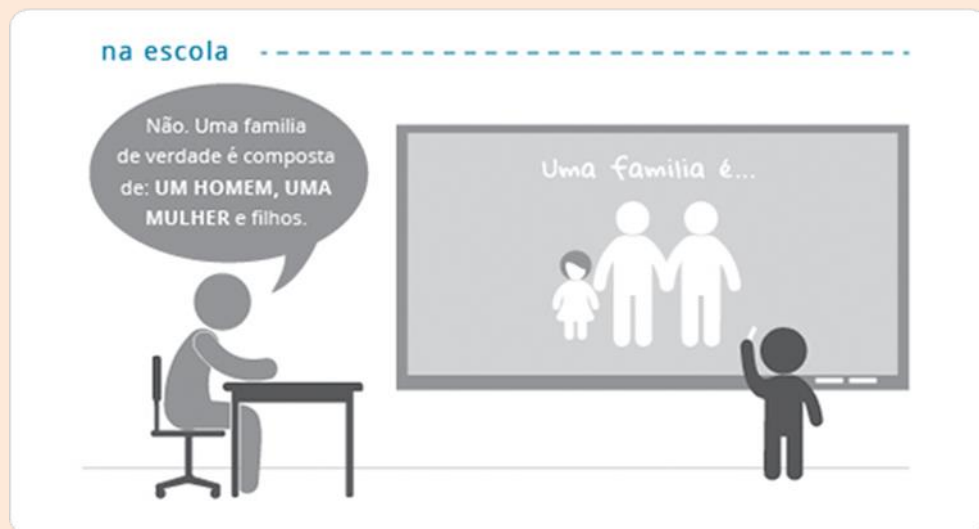 na escola
Não. Uma familia
de verdade é composta
de: UM HOMEM, UMA
MULHER e filhos.
Uma familia é...